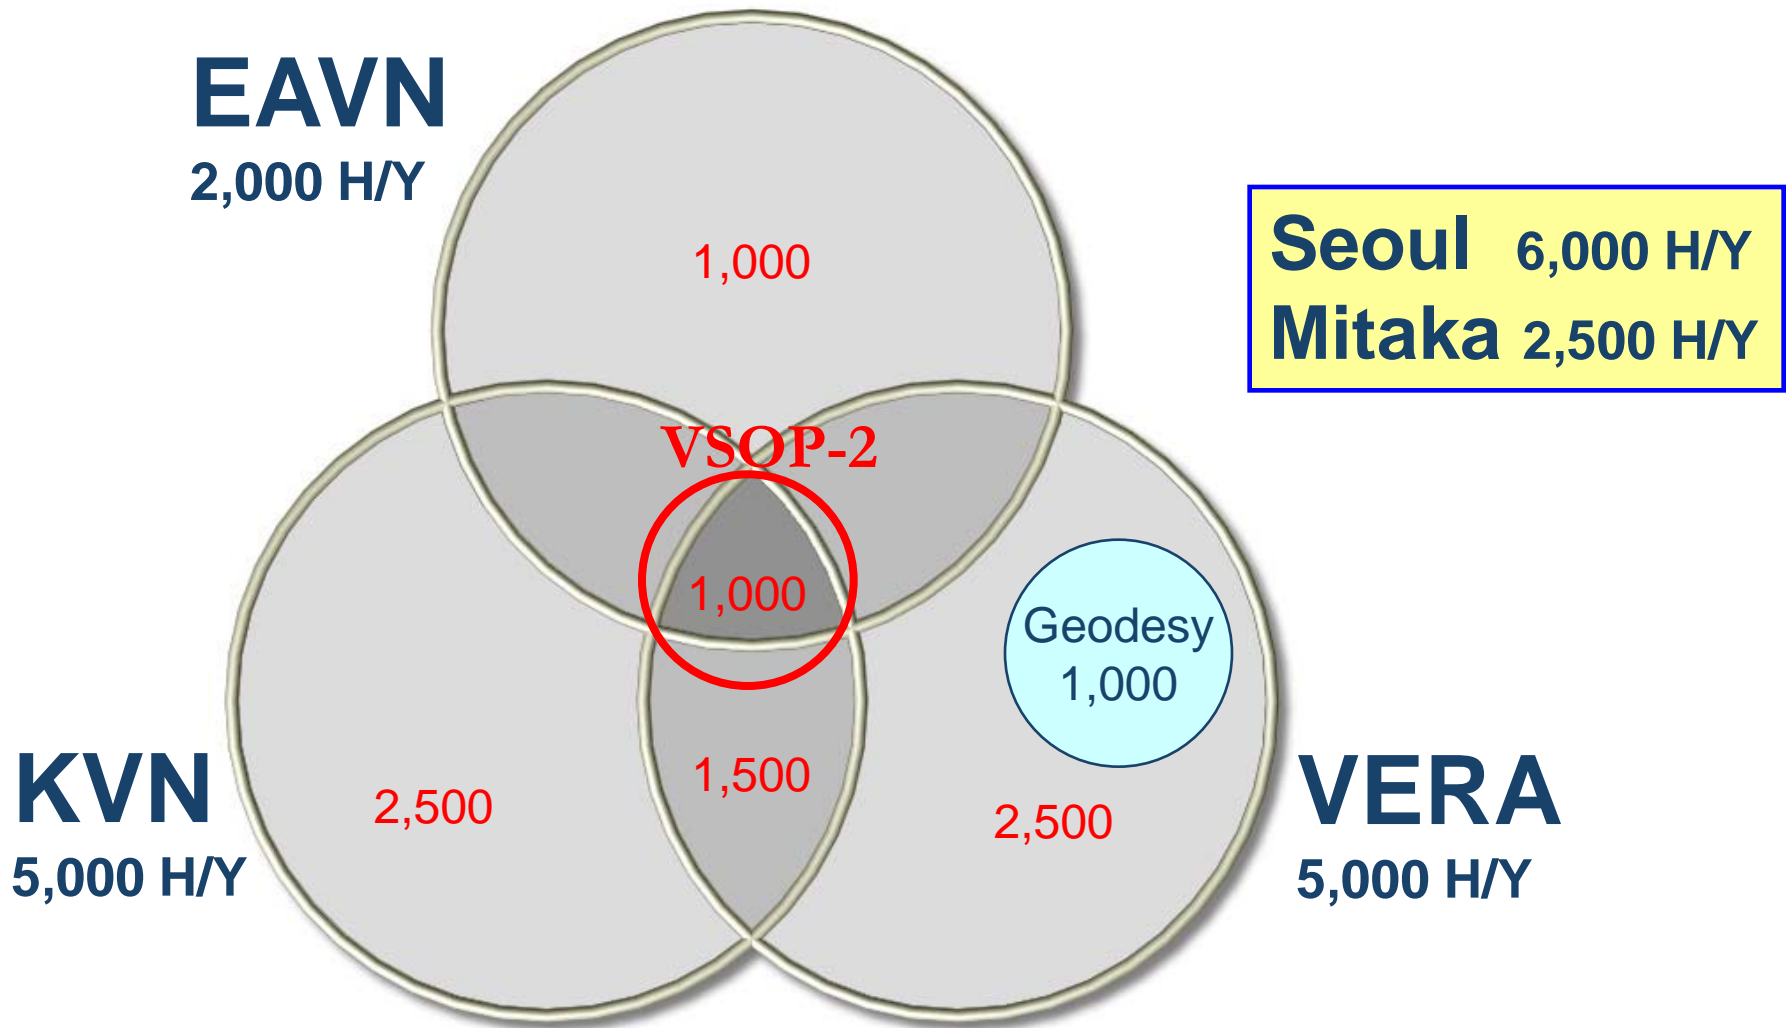 EAVN
2,000 H/Y
1,000
Seoul 6,000 H/Y
Mitaka 2,500 H/Y
VSOP-2
1,000
Geodesy
1,000
KVN
5,000 H/Y
2,500
1,500
2,500
VERA
5,000 H/Y